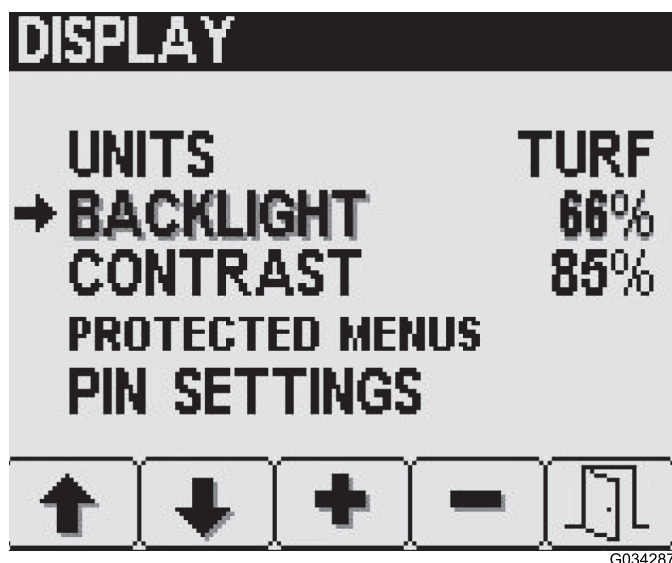 DISPLAY
UNITS TURF
BACKLIGHT 66%
CONTRAST 85%
PROTECTED MENUS
PIN SETTINGS
G034287